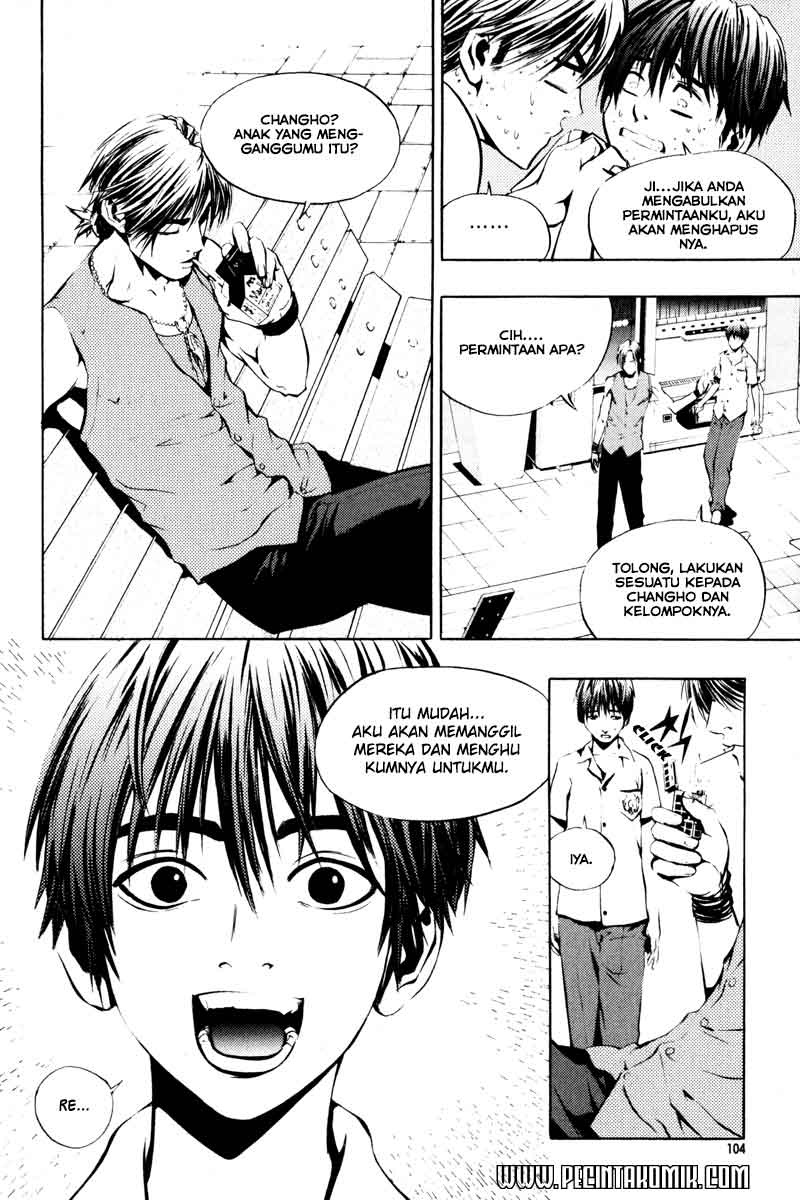 JI...JIKA ANDA
MENGABULKAN
PERMINTAANKU, AKU
AKAN MENGHAPUS
NYA.
......
CIH....
PERMINTAAN APA?
TOLONG, LAKUKAN
SESUATU KEPADA
CHANGHO DAN
KELOMPOKNYA.
CHANGHO?
ANAK YANG MENG-
GANGGUMU ITU?
CLICK
IYA.
ITU MUDAH...
AKU AKAN MEMANGGIL
MEREKA DAN MENGHU
KUMNYA UNTUKMU.
RE...
104
WWW.PECINTAKOMIK.COM